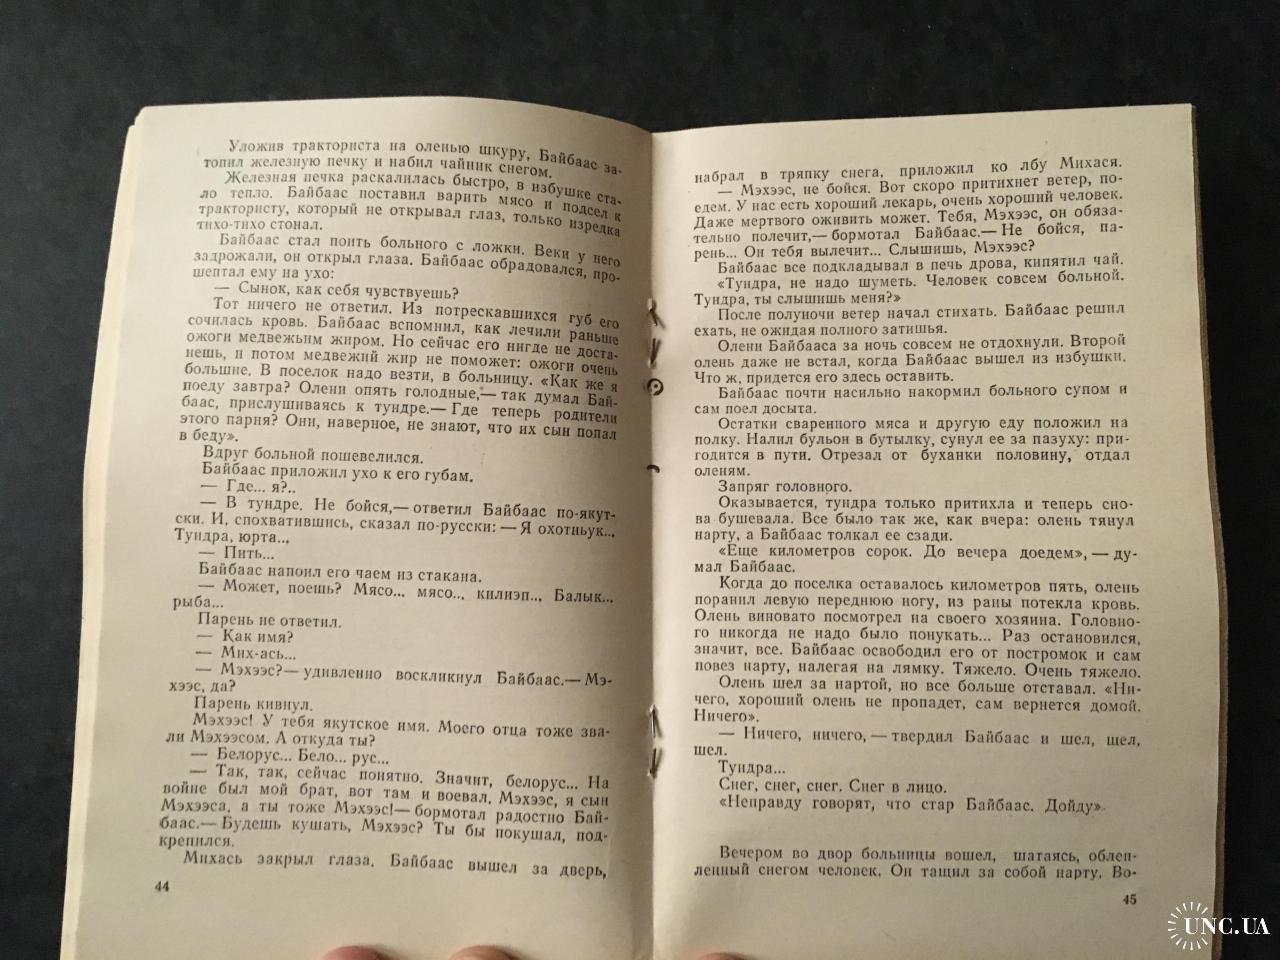 Уложив тракториста на оленью шкуру, Байбаас за-
топил железную печку и набил чайник снегом.
Железная печка раскалилась быстро, в избушке ста-
ло тепло. Байбаас поставил варить мясо и подсел к
трактористу, который не открывал глаз, только изредка
тихо-тихо стонал.
Байбаас стал поить больного с ложки. Веки у него
задрожали, он открыл глаза. Байбаас обрадовался, про-
шептал ему на ухо:
— Сынок, как себя чувствуешь?
Тот ничего не ответил. Из потрескавшихся губ его
сочилась кровь. Байбаас вспомнил, как лечили раньше
ожоги медвежьим жиром. Но сейчас его нигде не доста-
нешь, и потом медвежий жир не поможет: ожоги очень
большие. В поселок надо везти, в больницу. «Как же я
поеду завтра? Олени опять голодные,— так думал Бай-
баас, прислушиваясь к тундре.— Где теперь родители
этого парня? Они, наверное, не знают, что их сын попал
в беду».
Вдруг больной пошевелился.
Байбаас приложил ухо к его губам.
— Где... я?..
— В тундре. Не бойся,— ответил Байбаас по-якут-
ски. И, спохватившись, сказал по-русски: — Я охотньук...
Тундра, юрта...
— Пить...
Байбаас напоил его чаем из стакана.
— Может, поешь? Мясо... мясо... килиэп... Балык...
рыба...
Парень не ответил.
— Как имя?
— Мих-ась...
— Мэхээс?— удивленно воскликнул Байбаас.— Мэ-
хээс, да?
Парень кивнул.
Мэхээс! У тебя якутское имя. Моего отца тоже зва-
ли Мэхээсом. А откуда ты?
— Белорус... Бело... рус...
— Так, так, сейчас понятно. Значит, белорус... На
войне был мой брат, вот там и воевал. Мэхээс, я сын
Мэхээса, а ты тоже Мэхээс!— бормотал радостно Бай-
баас.— Будешь кушать, Мэхээс? Ты бы покушал, под-
крепился.
Михась закрыл глаза. Байбаас вышел за дверь,
44
набрал в тряпку снега, приложил ко лбу Михася.
— Мэхээс, не бойся. Вот скоро притихнет ветер, по-
едем. У нас есть хороший лекарь, очень хороший человек.
Даже мертвого оживить может. Тебя, Мэхээс, он обяза-
тельно полечит,— бормотал Байбаас.— Не бойся, па-
рень... Он тебя вылечит... Слышишь, Мэхээс?
Байбаас все подкладывал в печь дрова, кипятил чай.
«Тундра, не надо шуметь. Человек совсем больной.
Тундра, ты слышишь меня?»
После полуночи ветер начал стихать. Байбаас решил
ехать, не ожидая полного затишья.
Олени Байбааса за ночь совсем не отдохнули. Второй
олень даже не встал, когда Байбаас вышел из избушки.
Что ж, придется его здесь оставить.
Байбаас почти насильно накормил больного супом и
сам поел досыта.
Остатки сваренного мяса и другую еду положил на
полку. Налил бульон в бутылку, сунул ее за пазуху: при-
годится в пути. Отрезал от буханки половину, отдал
оленям.
Запряг головного.
Оказывается, тундра только притихла и теперь сно-
ва бушевала. Все было так же, как вчера: олень тянул
нарту, а Байбаас толкал ее сзади.
«Еще километров сорок. До вечера доедем», — ду-
мал Байбаас.
Когда до поселка оставалось километров пять, олень
поранил левую переднюю ногу, из раны потекла кровь.
Олень виновато посмотрел на своего хозяина. Головно-
го никогда не надо было понукать... Раз остановился,
значит, все. Байбаас освободил его от постромок и сам
повез нарту, налегая на лямку. Тяжело. Очень тяжело.
Олень шел за нартой, но все больше отставал. «Ни-
чего, хороший олень не пропадет, сам вернется домой.
Ничего».
— Ничего, ничего, — твердил Байбаас и шел, шел,
шел.
Тундра...
Снег, снег, снег. Снег в лицо.
«Неправду говорят, что стар Байбаас. Дойду».
Вечером во двор больницы вошел, шатаясь, облеп-
ленный снегом человек. Он тащил за собой нарту. Во-
45
UNC.UA